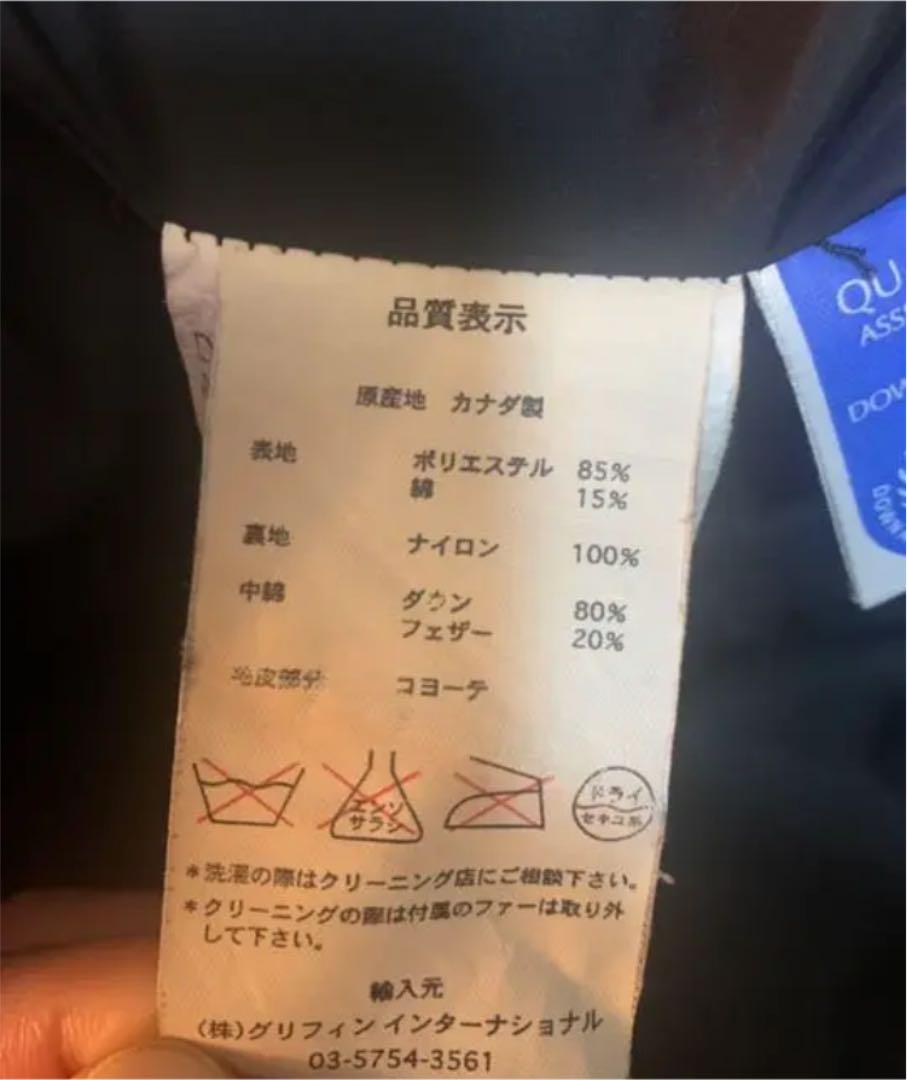 品質表示
原産地 カナダ製
表地 ポリエステル 85%
綿 15%
裏地 ナイロン 100%
中綿 ダウン 80%
フェザー 20%
毛皮部分 コヨーテ
エンソ
サラシ
ドライ
セキユ系
*洗濯の際はクリーニング店にご相談下さい。
*クリーニングの際は付属のファーは取り外
して下さい。
輸入元
(株)グリフィン インターナショナル
03-5754-3561
QU
ASS
DOW
DOWN